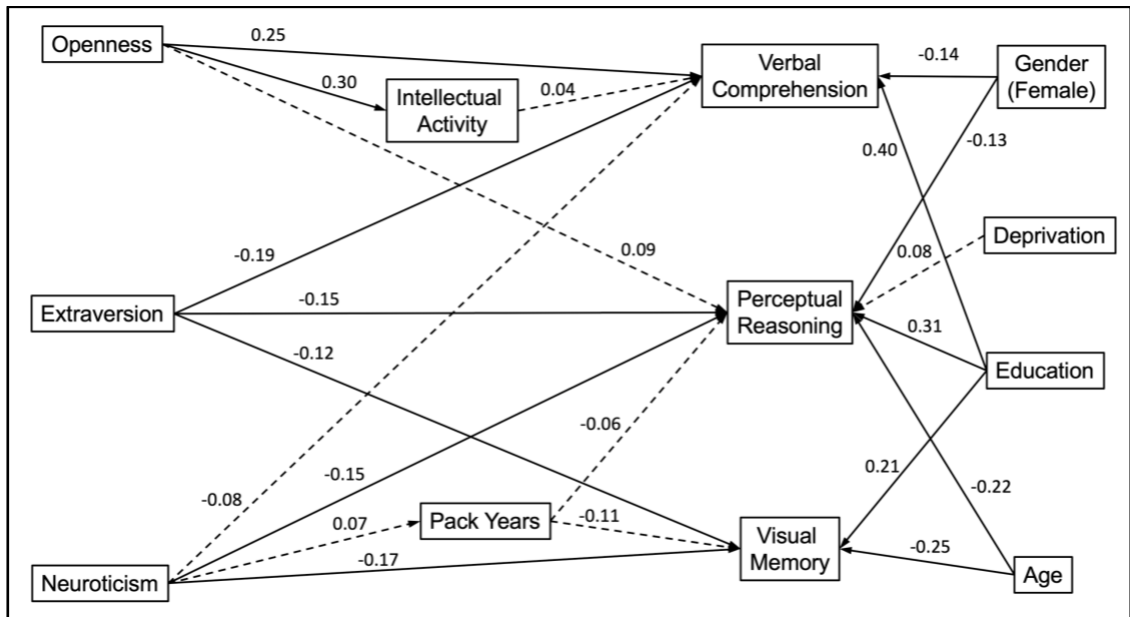 Openness
0.25
0.30
Intellectual
Activity
0.04
Verbal
Comprehension
-0.14
Gender
(Female)
-0.13
0.40
-0.19
0.09
0.08
Deprivation
Extraversion
-0.15
Perceptual
Reasoning
0.31
-0.12
Education
-0.06
-0.08
-0.15
0.07
Pack Years
-0.11
0.21
-0.22
Neuroticism
-0.17
Visual
Memory
-0.25
Age